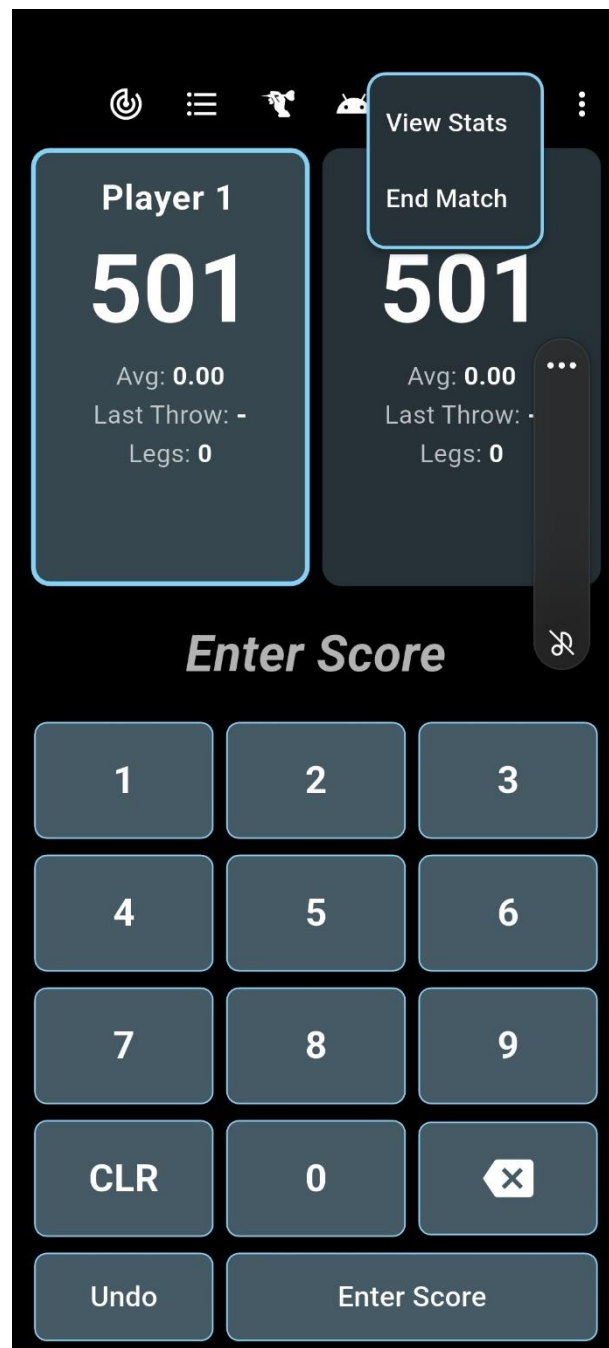 View Stats
End Match
Player 1
501
Avg: 0.00
Last Throw: -
Legs: 0
501
Avg: 0.00
Last Throw: -
Legs: 0
Enter Score
1 2 3
4 5 6
7 8 9
CLR 0
Undo Enter Score